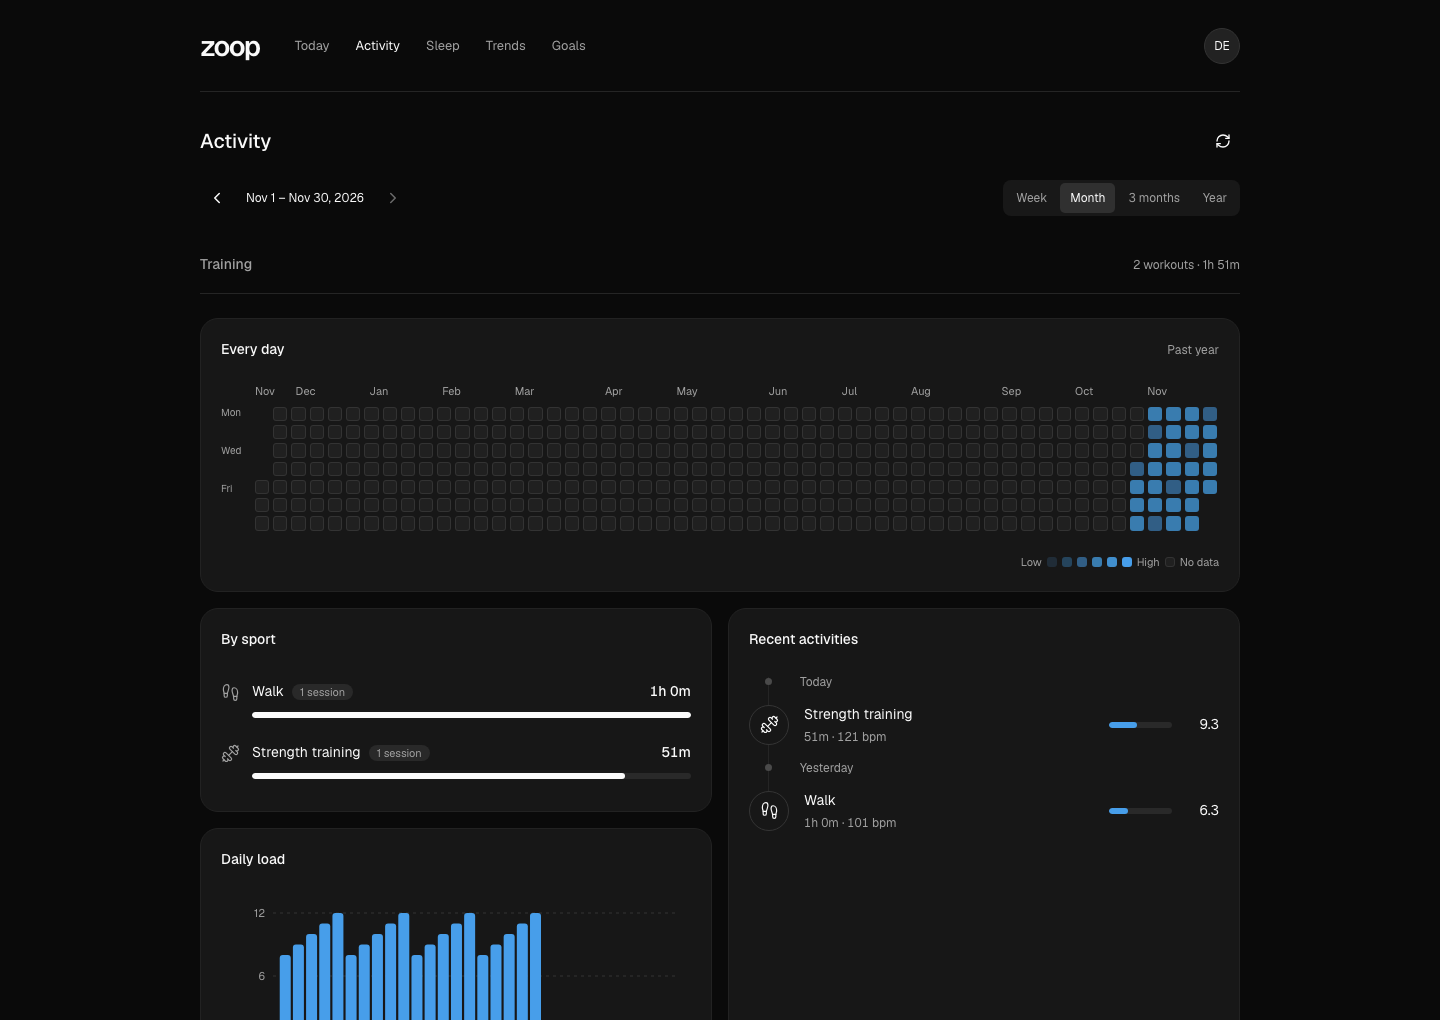 zoop
Today Activity Sleep Trends Goals
DE
Activity
Nov 1 – Nov 30, 2026
Week Month 3 months Year
Training
2 workouts · 1h 51m
Every day
Past year
Nov Dec Jan Feb Mar Apr May Jun Jul Aug Sep Oct Nov
Mon
Wed
Fri
Low High No data
By sport
Walk 1 session 1h 0m
Strength training 1 session 51m
Recent activities
Today
Strength training
51m · 121 bpm
9.3
Yesterday
Walk
1h 0m · 101 bpm
6.3
Daily load
12
6